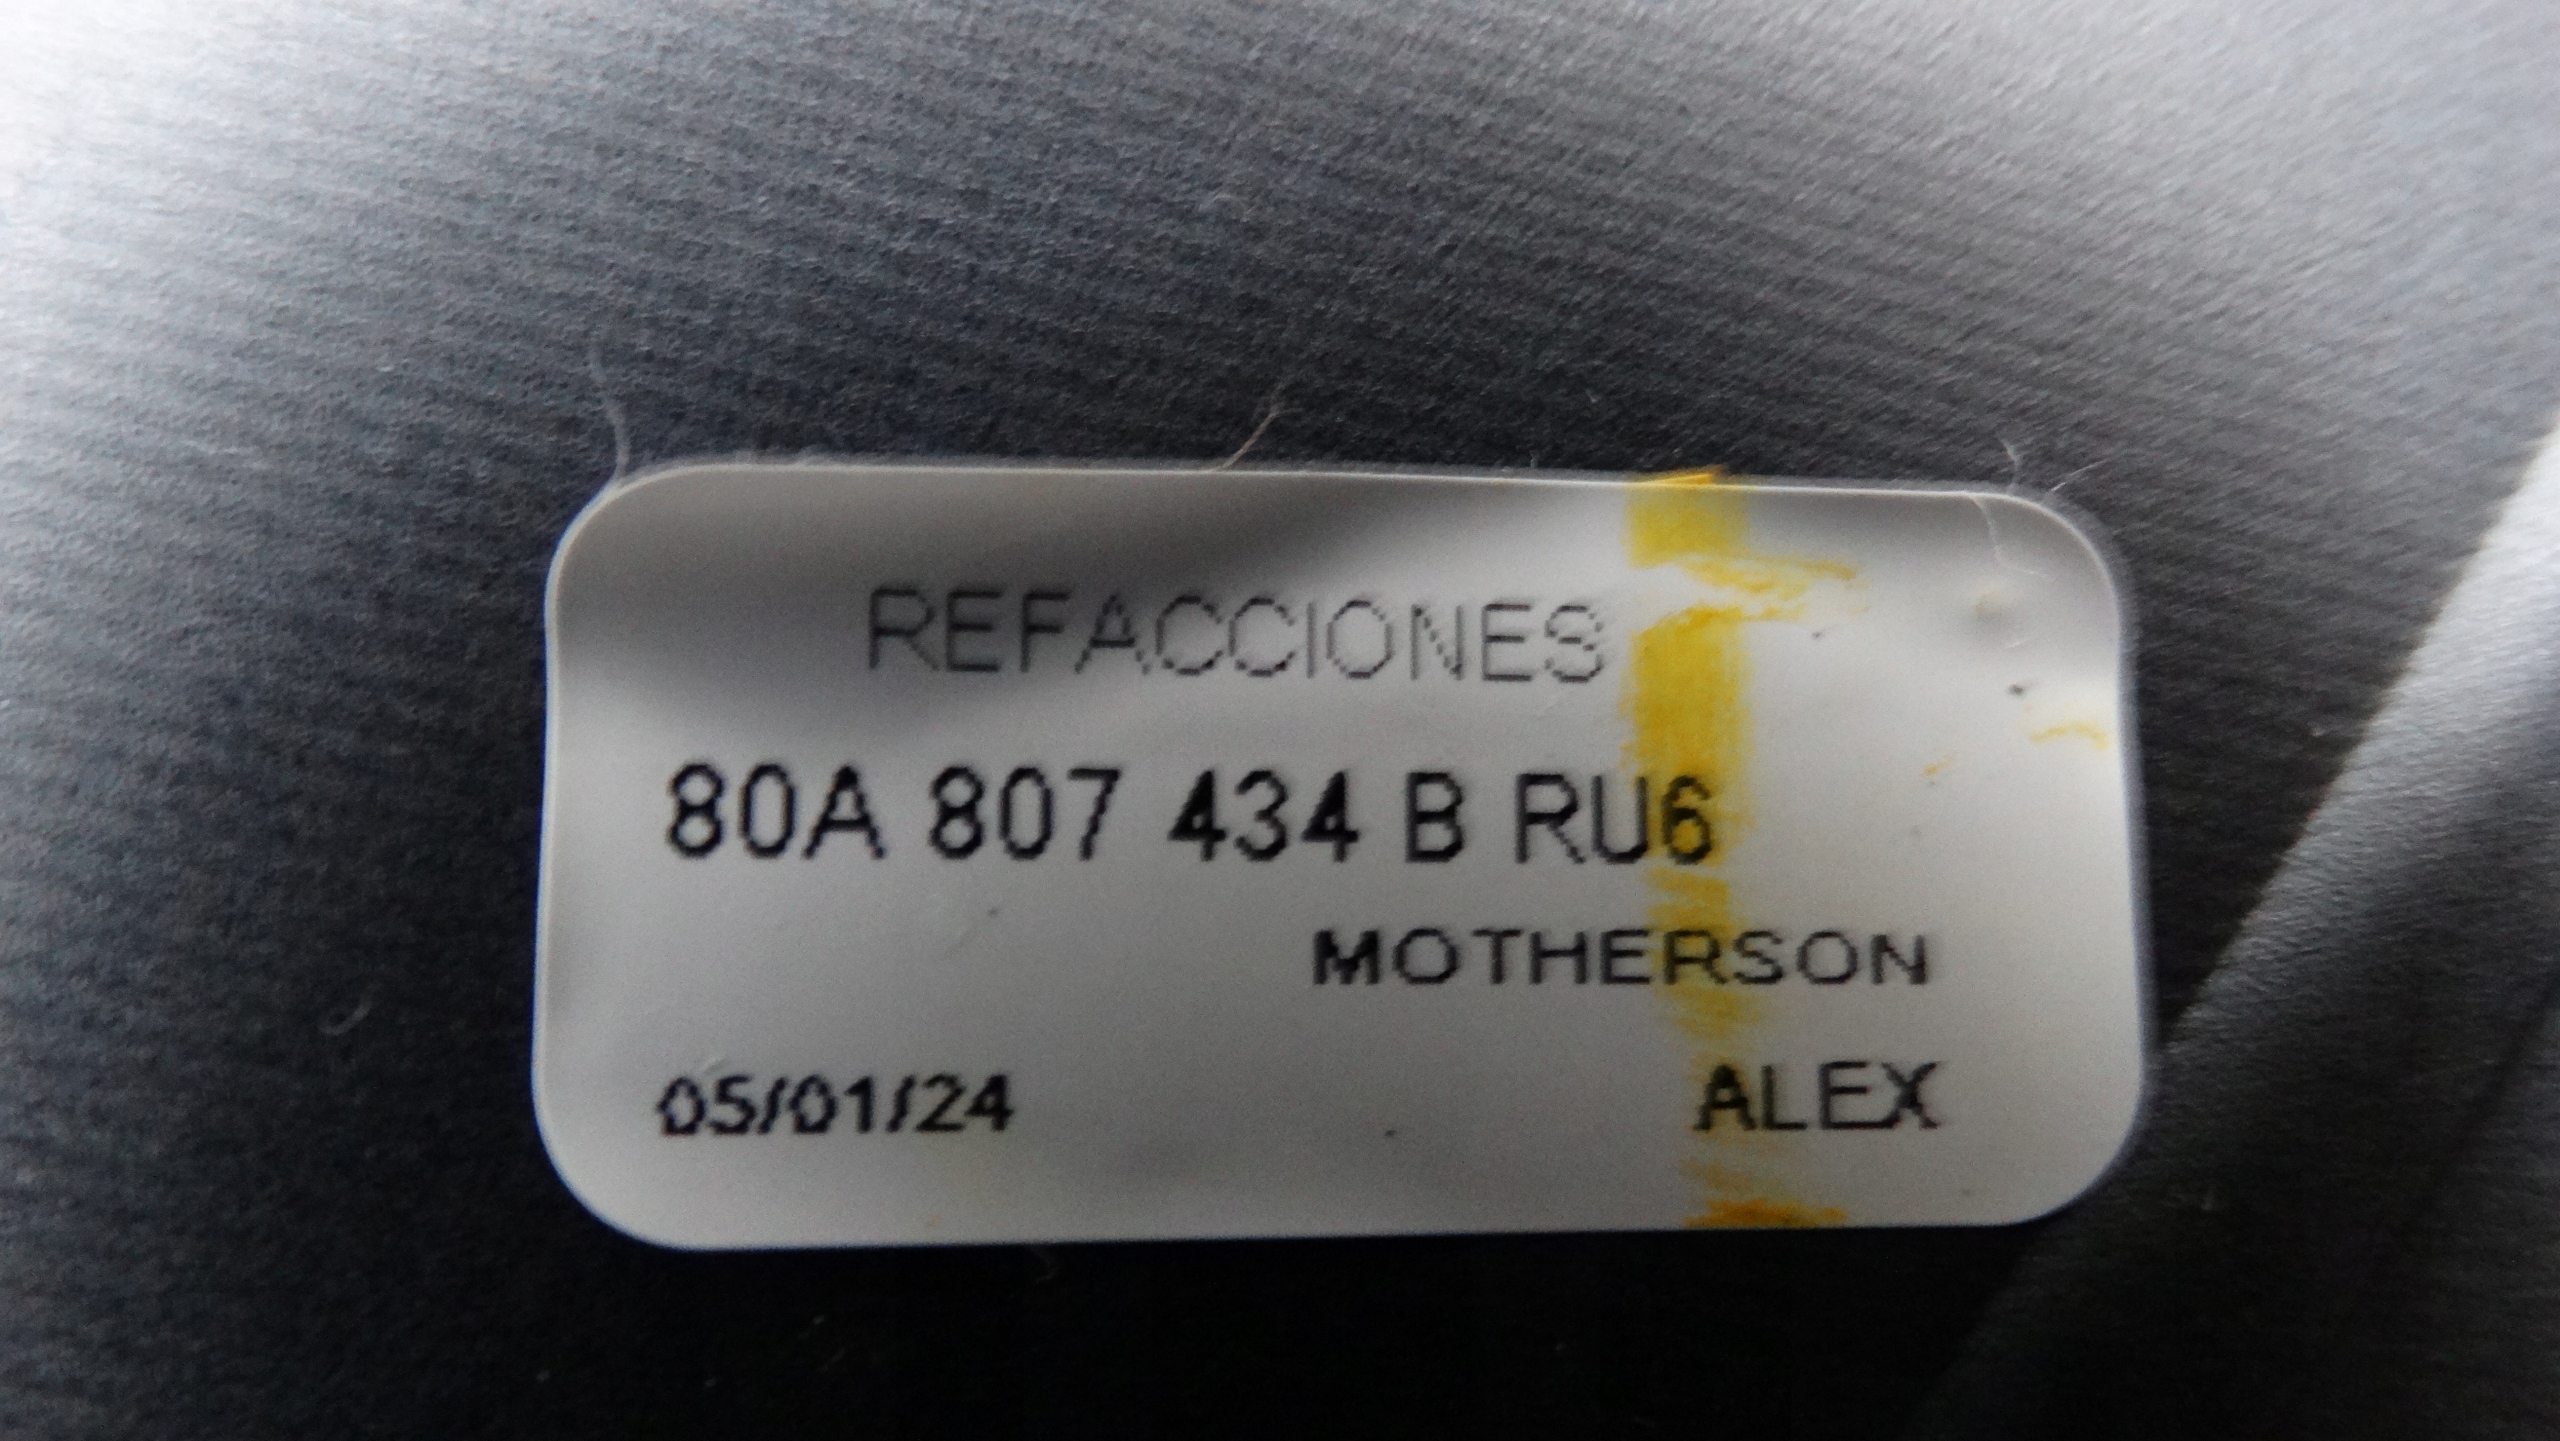 REFACCIONES
80A 807 434 B RU6
MOTHERSON
05/01/24 ALEX